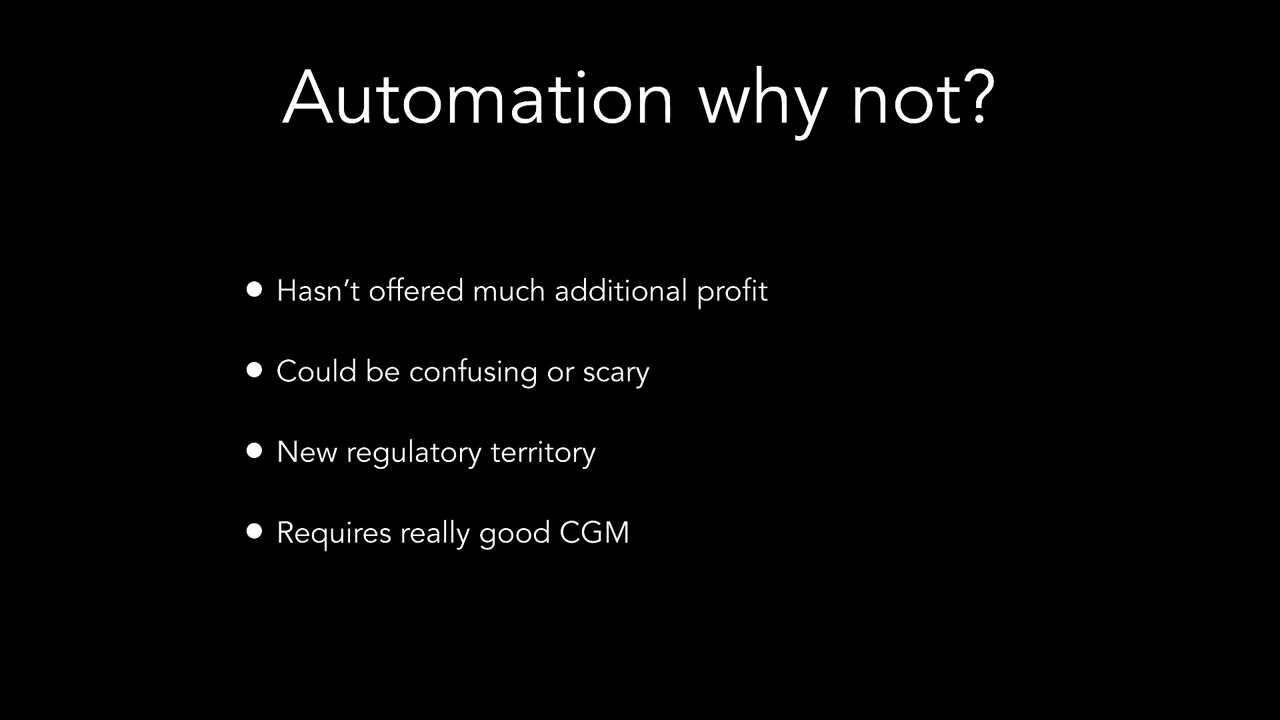 Automation why not?
• Hasn’t offered much additional profit
• Could be confusing or scary
• New regulatory territory
• Requires really good CGM